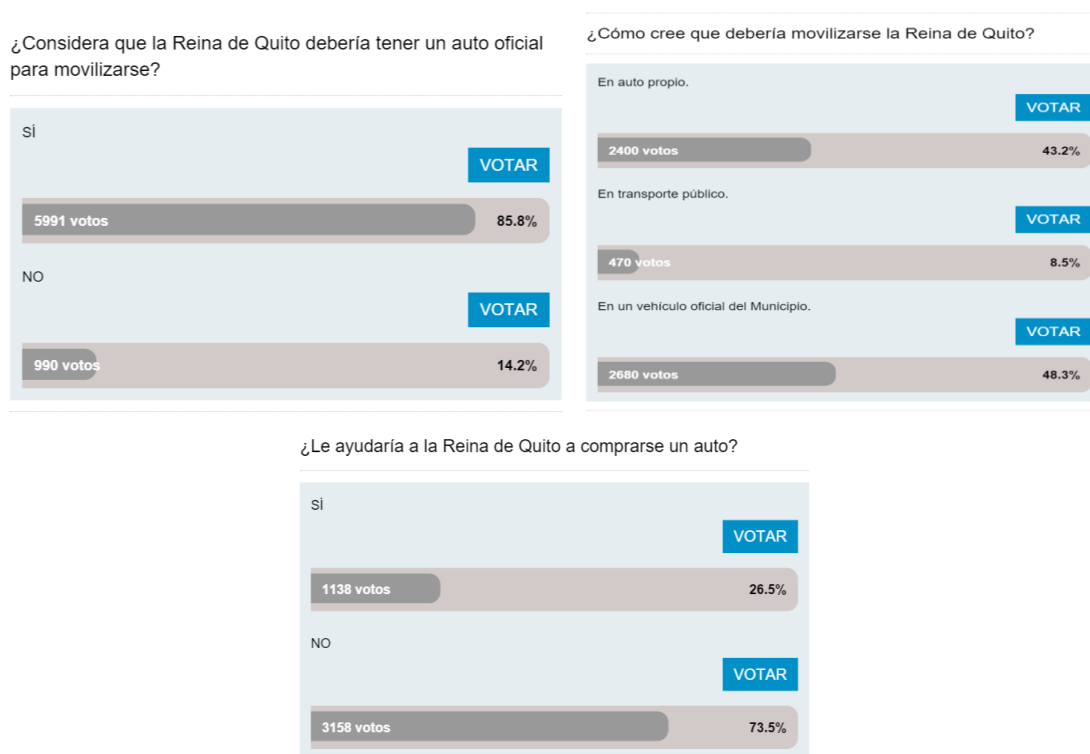 ¿Considera que la Reina de Quito debería tener un auto oficial
para movilizarse?
SÍ
VOTAR
5991 votos 85.8%
NO
VOTAR
990 votos 14.2%
¿Cómo cree que debería movilizarse la Reina de Quito?
En auto propio.
VOTAR
2400 votos 43.2%
En transporte público.
VOTAR
470 votos 8.5%
En un vehículo oficial del Municipio.
VOTAR
2680 votos 48.3%
¿Le ayudaría a la Reina de Quito a comprarse un auto?
SÍ
VOTAR
1138 votos 26.5%
NO
VOTAR
3158 votos 73.5%